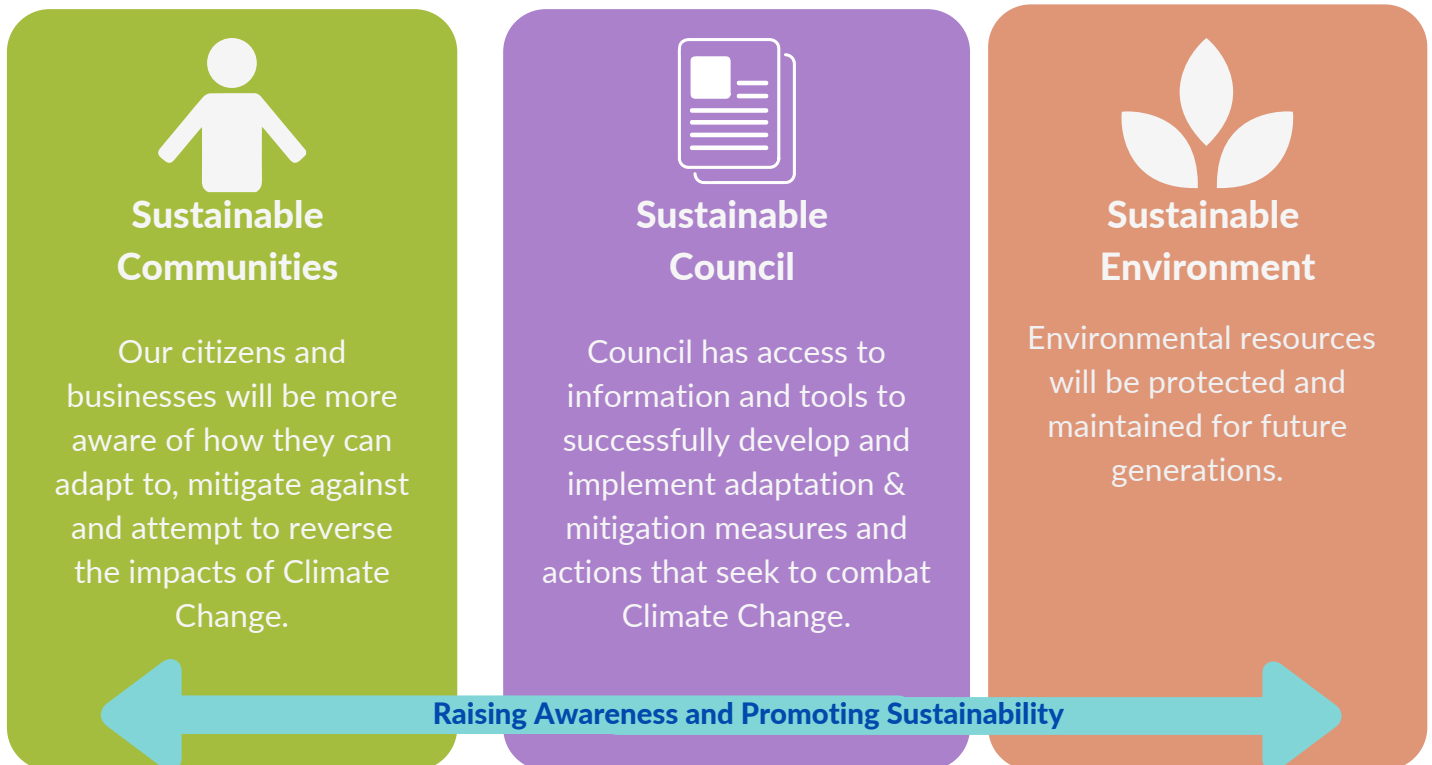 Sustainable
Communities
Our citizens and
businesses will be more
aware of how they can
adapt to, mitigate against
and attempt to reverse
the impacts of Climate
Change.
Sustainable
Council
Council has access to
information and tools to
successfully develop and
implement adaptation &
mitigation measures and
actions that seek to combat
Climate Change.
Sustainable
Environment
Environmental resources
will be protected and
maintained for future
generations.
Raising Awareness and Promoting Sustainability